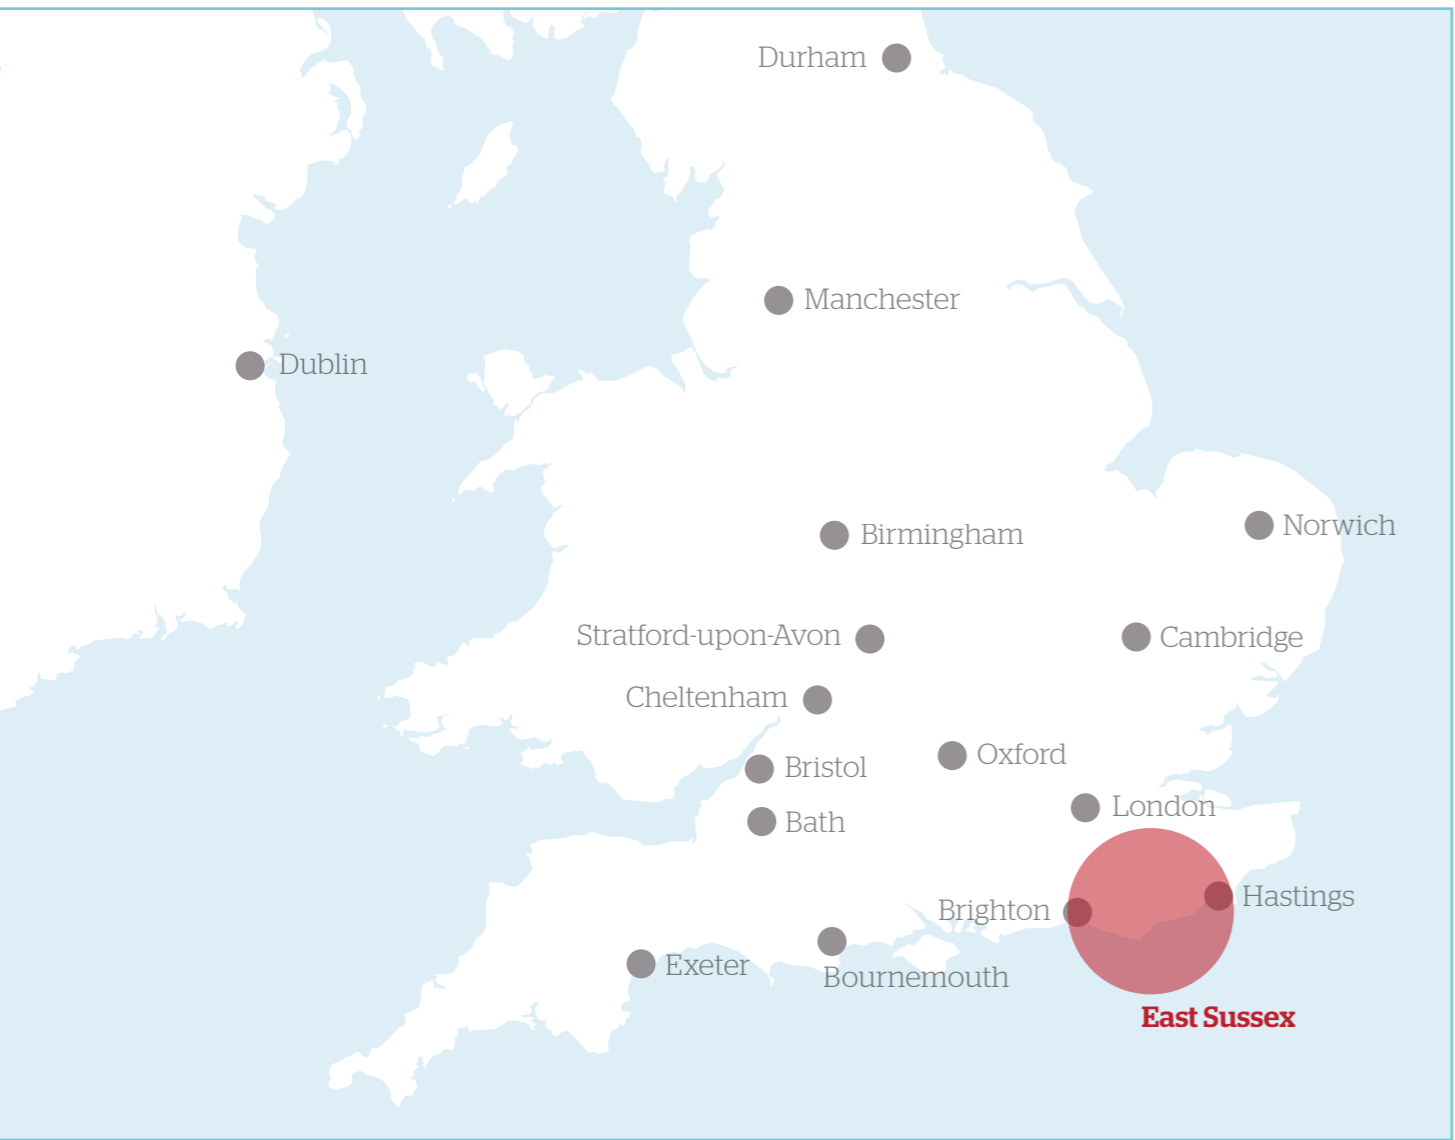 Durham
Manchester
Dublin
Birmingham
Norwich
Stratford-upon-Avon
Cambridge
Cheltenham
Oxford
Bristol
London
Bath
Hastings
Brighton
Exeter
Bournemouth
East Sussex